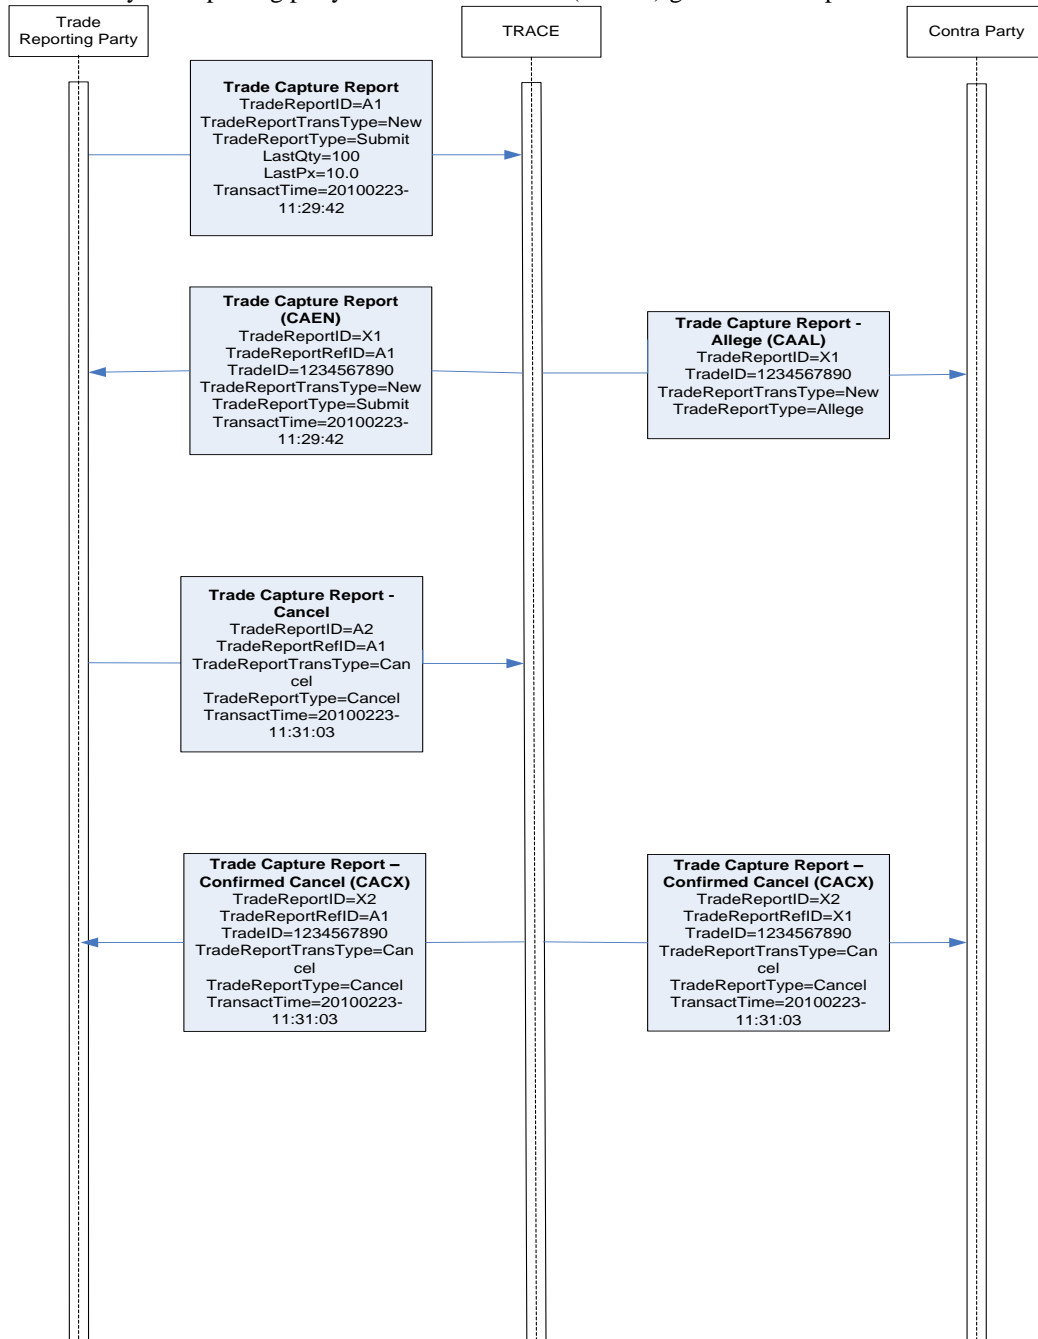 Trade
Reporting Party
TRACE
Contra Party
Trade Capture Report
TradeReportID=A1
TradeReportTransType=New
TradeReportType=Submit
LastQty=100
LastPx=10.0
TransactTime=20100223-
11:29:42
Trade Capture Report
(CAEN)
TradeReportID=X1
TradeReportRefID=A1
TradeID=1234567890
TradeReportTransType=New
TradeReportType=Submit
TransactTime=20100223-
11:29:42
Trade Capture Report -
Allege (CAAL)
TradeReportID=X1
TradeID=1234567890
TradeReportTransType=New
TradeReportType=Allege
Trade Capture Report -
Cancel
TradeReportID=A2
TradeReportRefID=A1
TradeReportTransType=Can
cel
TradeReportType=Cancel
TransactTime=20100223-
11:31:03
Trade Capture Report –
Confirmed Cancel (CACX)
TradeReportID=X2
TradeReportRefID=A1
TradeID=1234567890
TradeReportTransType=Can
cel
TradeReportType=Cancel
TransactTime=20100223-
11:31:03
Trade Capture Report –
Confirmed Cancel (CACX)
TradeReportID=X2
TradeReportRefID=X1
TradeID=1234567890
TradeReportTransType=Can
cel
TradeReportType=Cancel
TransactTime=20100223-
11:31:03